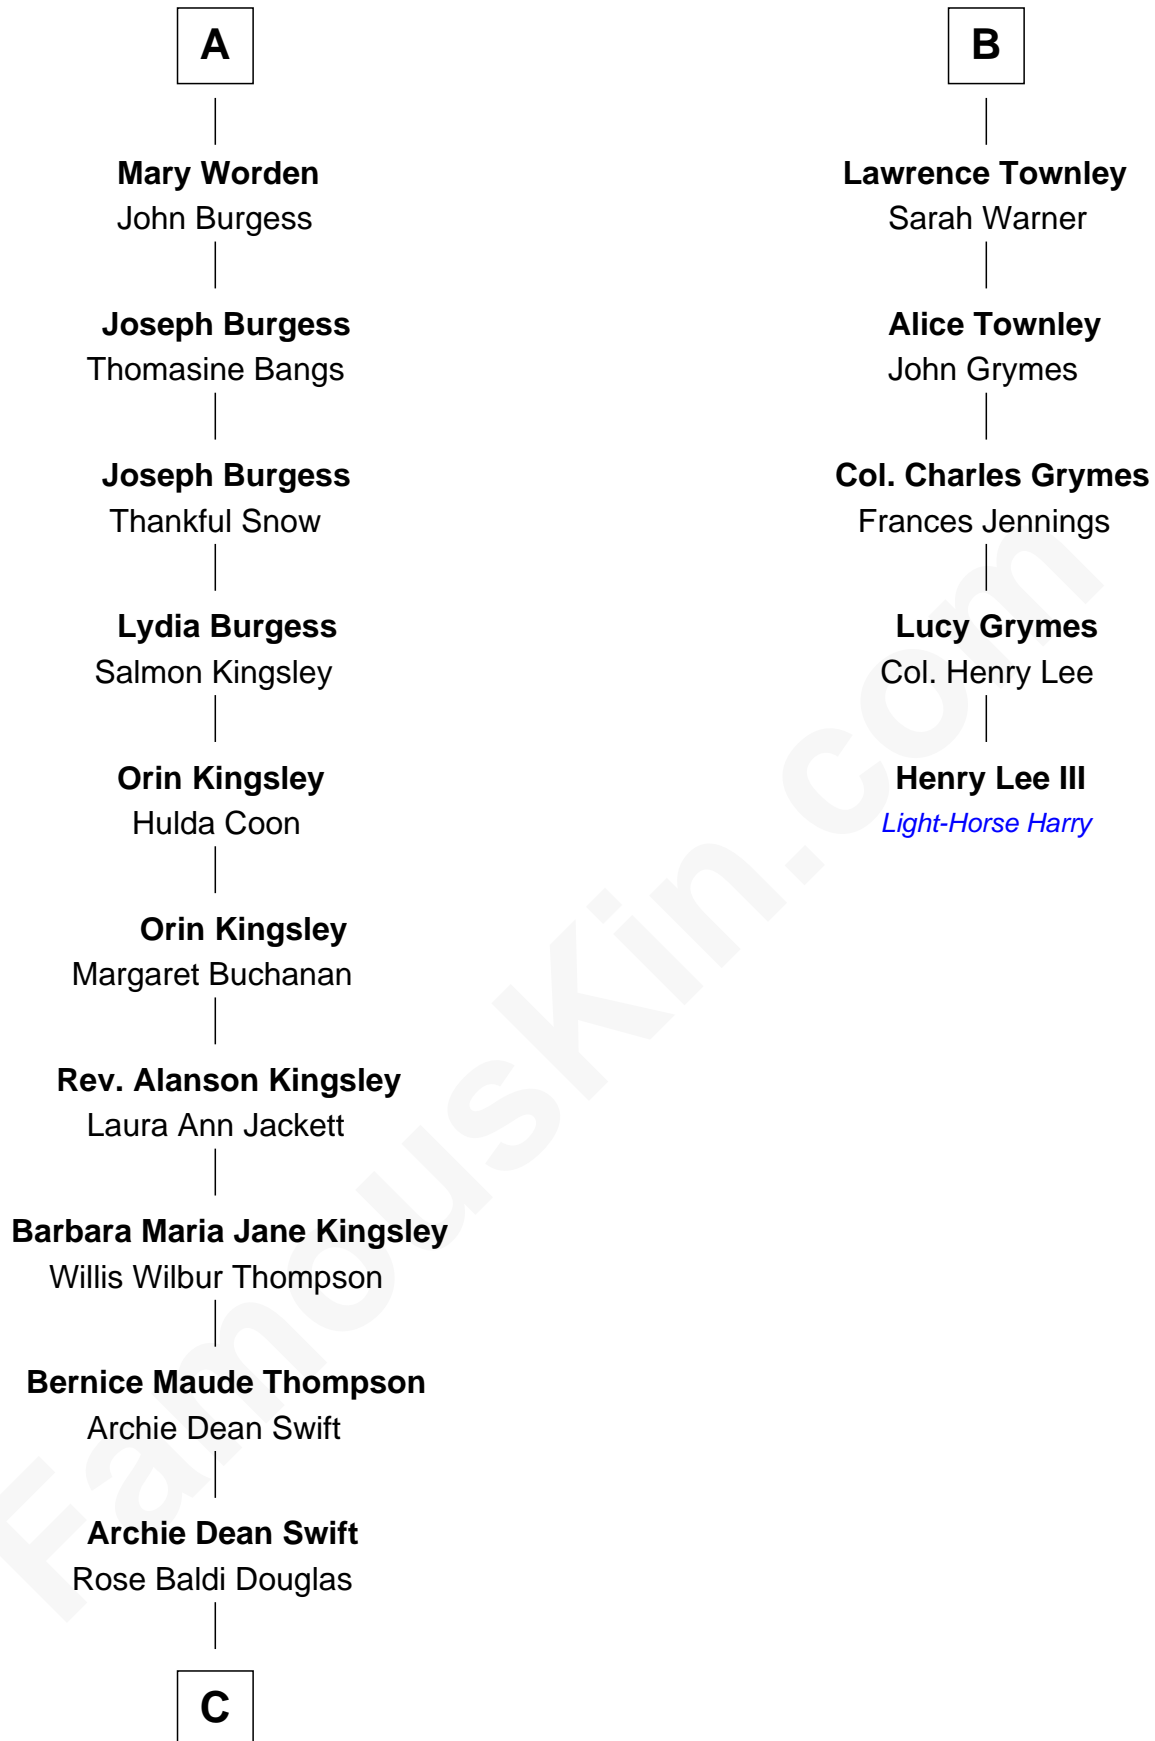 A
Mary Worden
John Burgess
Joseph Burgess
Thomasine Bangs
Joseph Burgess
Thankful Snow
Lydia Burgess
Salmon Kingsley
Orin Kingsley
Hulda Coon
Orin Kingsley
Margaret Buchanan
Rev. Alanson Kingsley
Laura Ann Jackett
Barbara Maria Jane Kingsley
Willis Wilbur Thompson
Bernice Maude Thompson
Archie Dean Swift
Archie Dean Swift
Rose Baldi Douglas
C
B
Lawrence Townley
Sarah Warner
Alice Townley
John Grymes
Col. Charles Grymes
Frances Jennings
Lucy Grymes
Col. Henry Lee
Henry Lee III
Light-Horse Harry
FamousKin.com